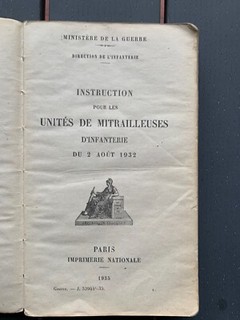 MINISTÈRE DE LA GUERRE
DIRECTION DE L'INFANTERIE
INSTRUCTION
POUR LES
UNITÉS DE MITRAILLEUSES
D'INFANTERIE
DU 2 AOÛT 1932
PARIS
IMPRIMERIE NATIONALE
1933